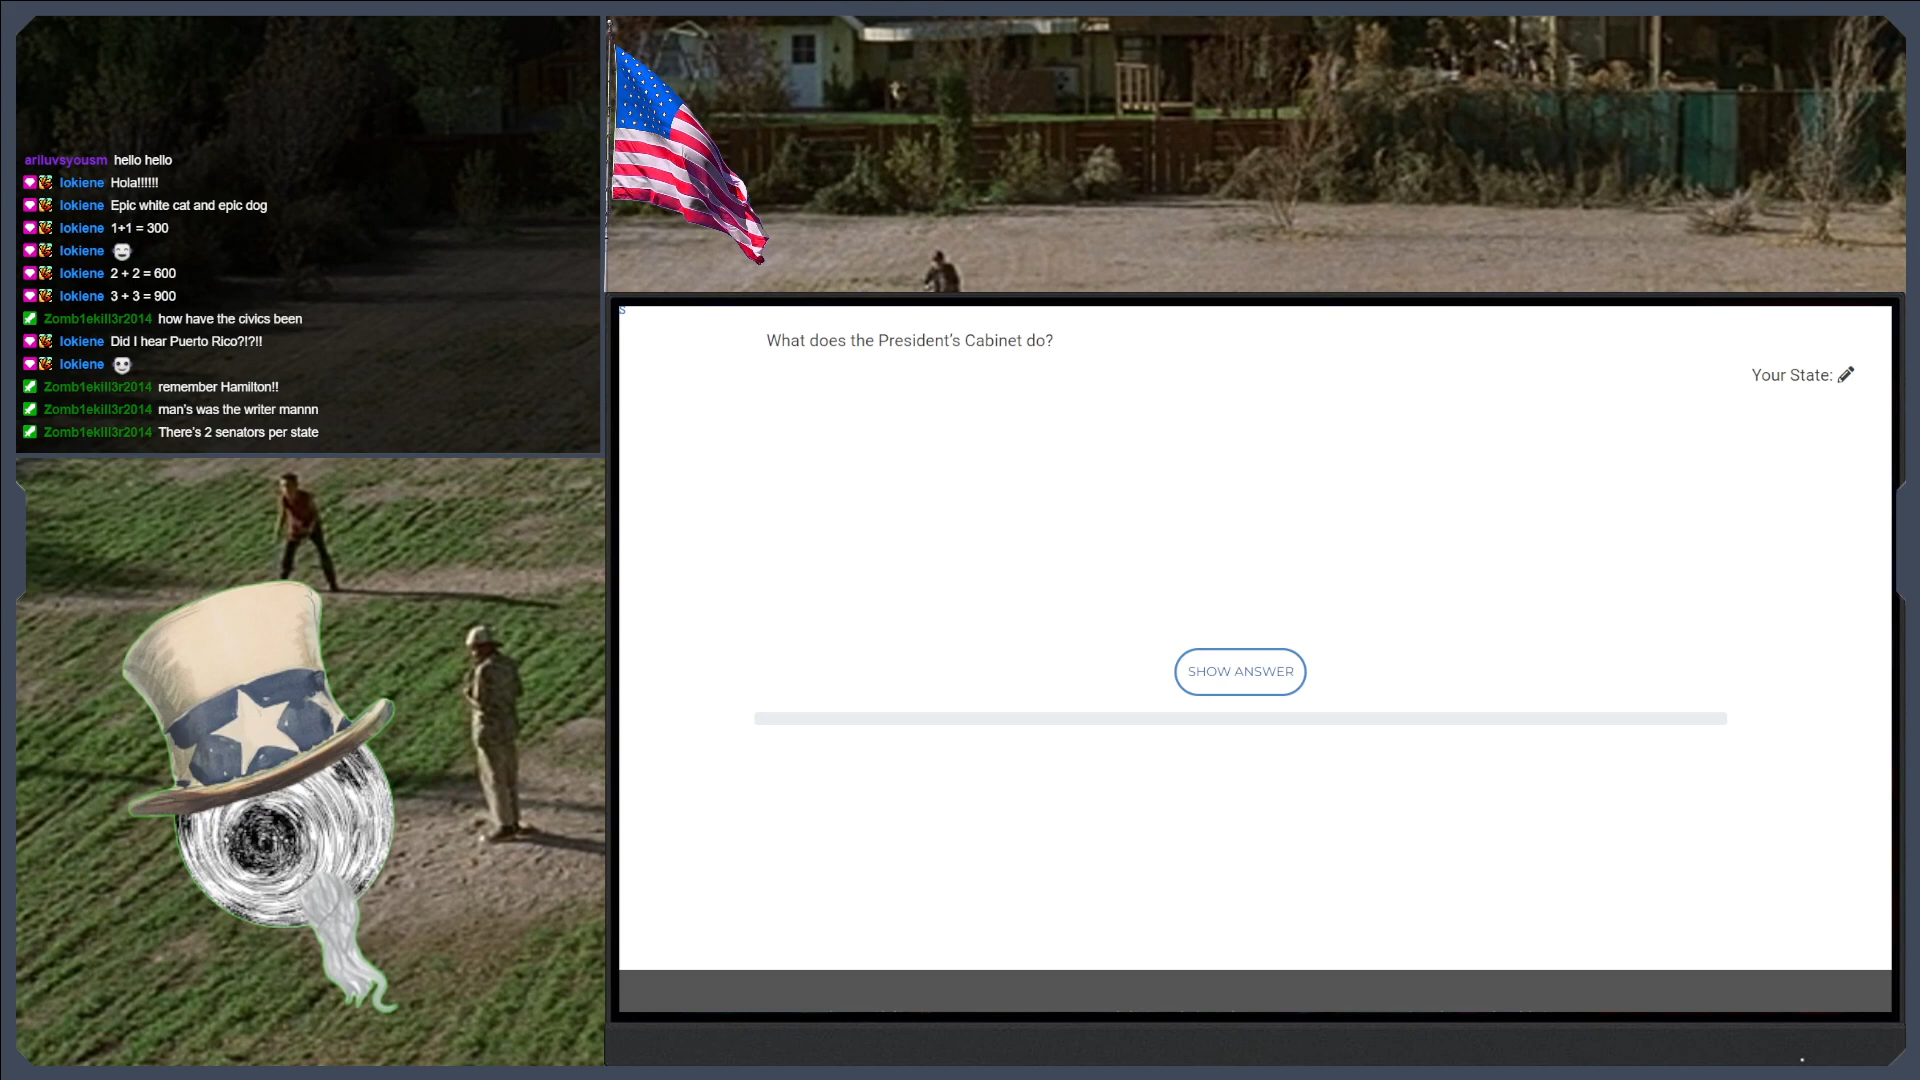 ariluvsyousm hello hello
lokiene Hola!!!!!!
lokiene Epic white cat and epic dog
lokiene 1+1 = 300
lokiene
lokiene 2 + 2 = 600
lokiene 3 + 3 = 900
Zomb1ekill3r2014 how have the civics been
lokiene Did I hear Puerto Rico?!?!!
lokiene
Zomb1ekill3r2014 remember Hamilton!!
Zomb1ekill3r2014 man's was the writer mannn
Zomb1ekill3r2014 There's 2 senators per state
s
What does the President’s Cabinet do?
Your State:
SHOW ANSWER